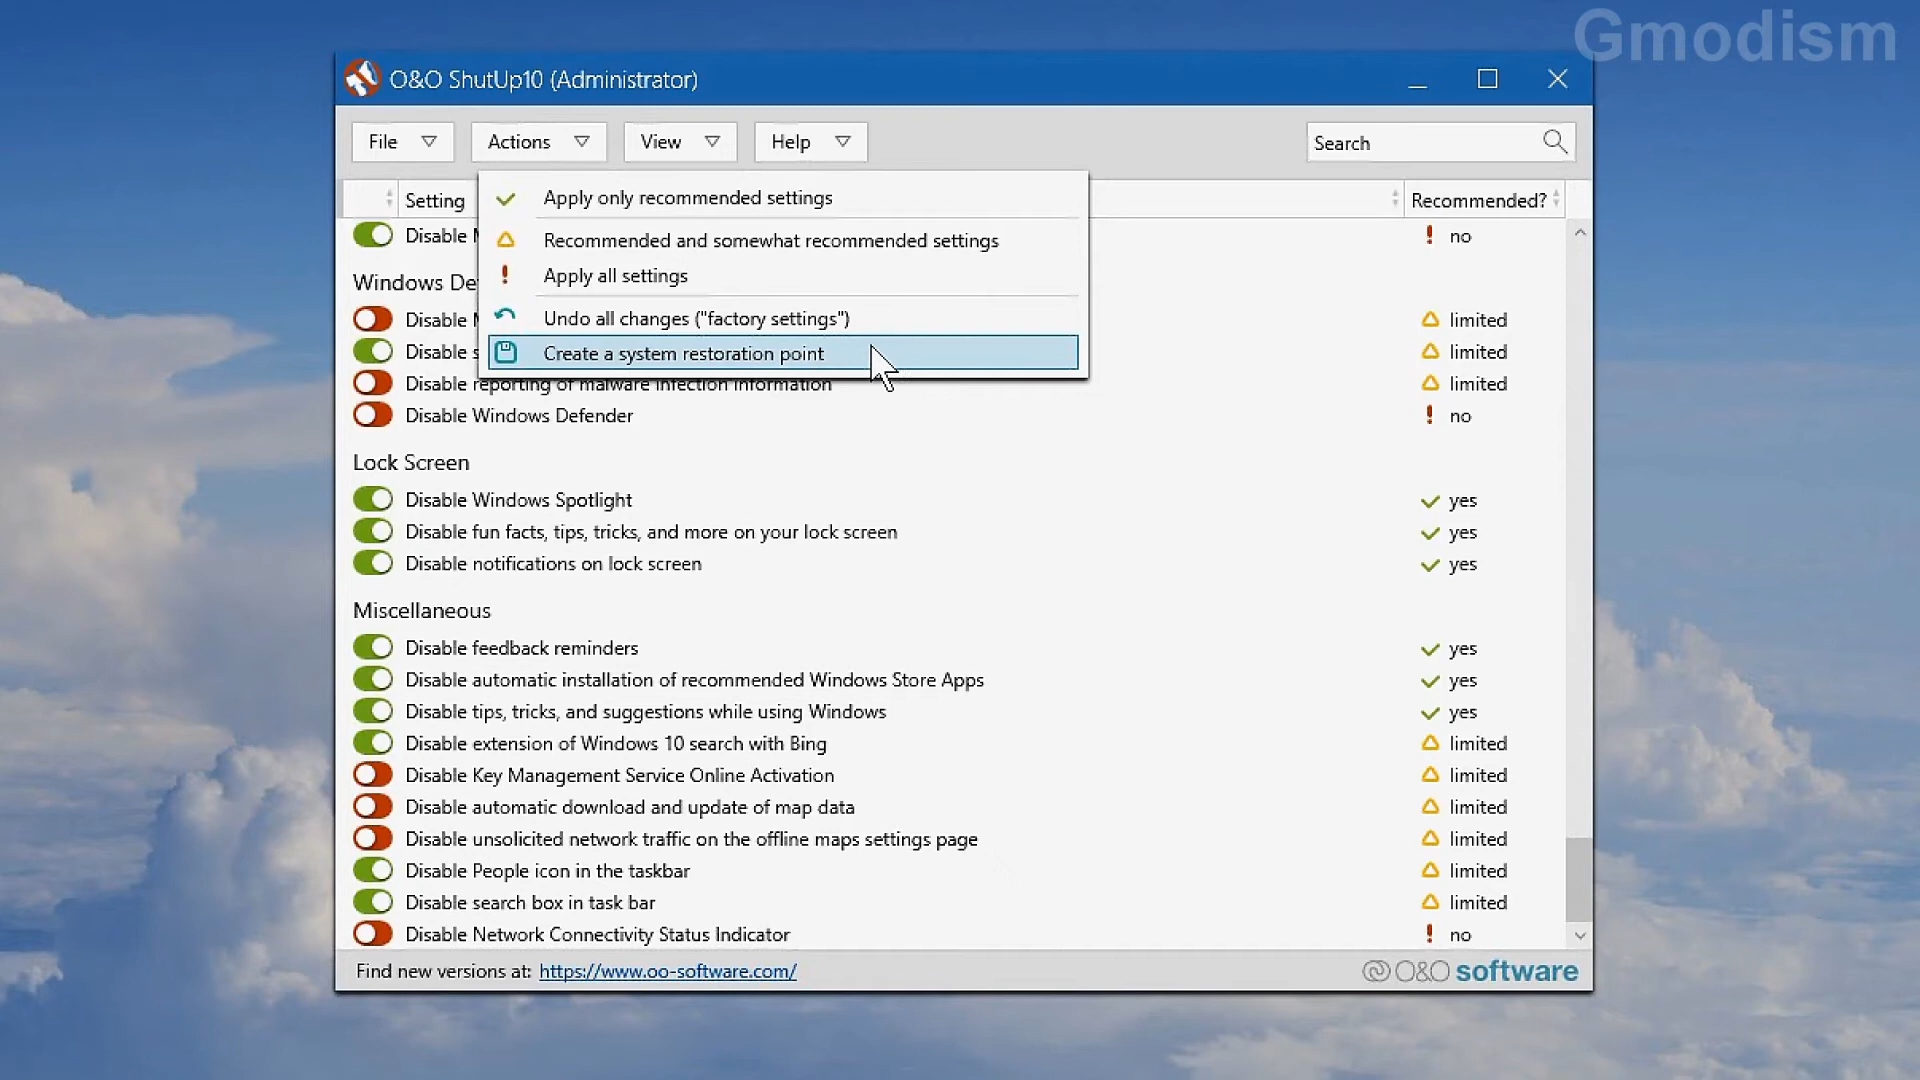 Gmodism
O&O ShutUp10 (Administrator)
File
Actions
View
Help
Search
Setting
Recommended?
Apply only recommended settings
Recommended and somewhat recommended settings
Apply all settings
Undo all changes ("factory settings")
Create a system restoration point
Disable
no
Windows De
Disable
limited
Disable s
limited
Disable reporting of malware infection information
limited
Disable Windows Defender
no
Lock Screen
Disable Windows Spotlight
yes
Disable fun facts, tips, tricks, and more on your lock screen
yes
Disable notifications on lock screen
yes
Miscellaneous
Disable feedback reminders
yes
Disable automatic installation of recommended Windows Store Apps
yes
Disable tips, tricks, and suggestions while using Windows
yes
Disable extension of Windows 10 search with Bing
limited
Disable Key Management Service Online Activation
limited
Disable automatic download and update of map data
limited
Disable unsolicited network traffic on the offline maps settings page
limited
Disable People icon in the taskbar
limited
Disable search box in task bar
limited
Disable Network Connectivity Status Indicator
no
Find new versions at: https://www.oo-software.com/
O&O software